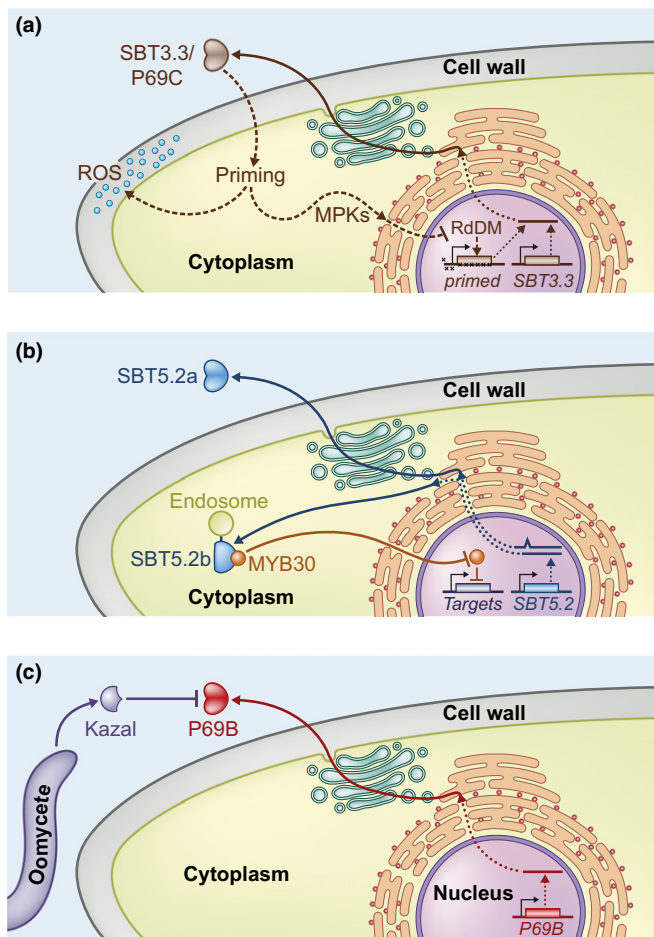 (a)
SBT3.3/
P69C
Cell wall
ROS
Priming
MPKs
RdDM
Cytoplasm
primed
SBT3.3
(b)
SBT5.2a
Cell wall
Endosome
SBT5.2b
MYB30
Cytoplasm
Targets
SBT5.2
(c)
Kazal
P69B
Cell wall
Oomycete
Cytoplasm
Nucleus
P69B